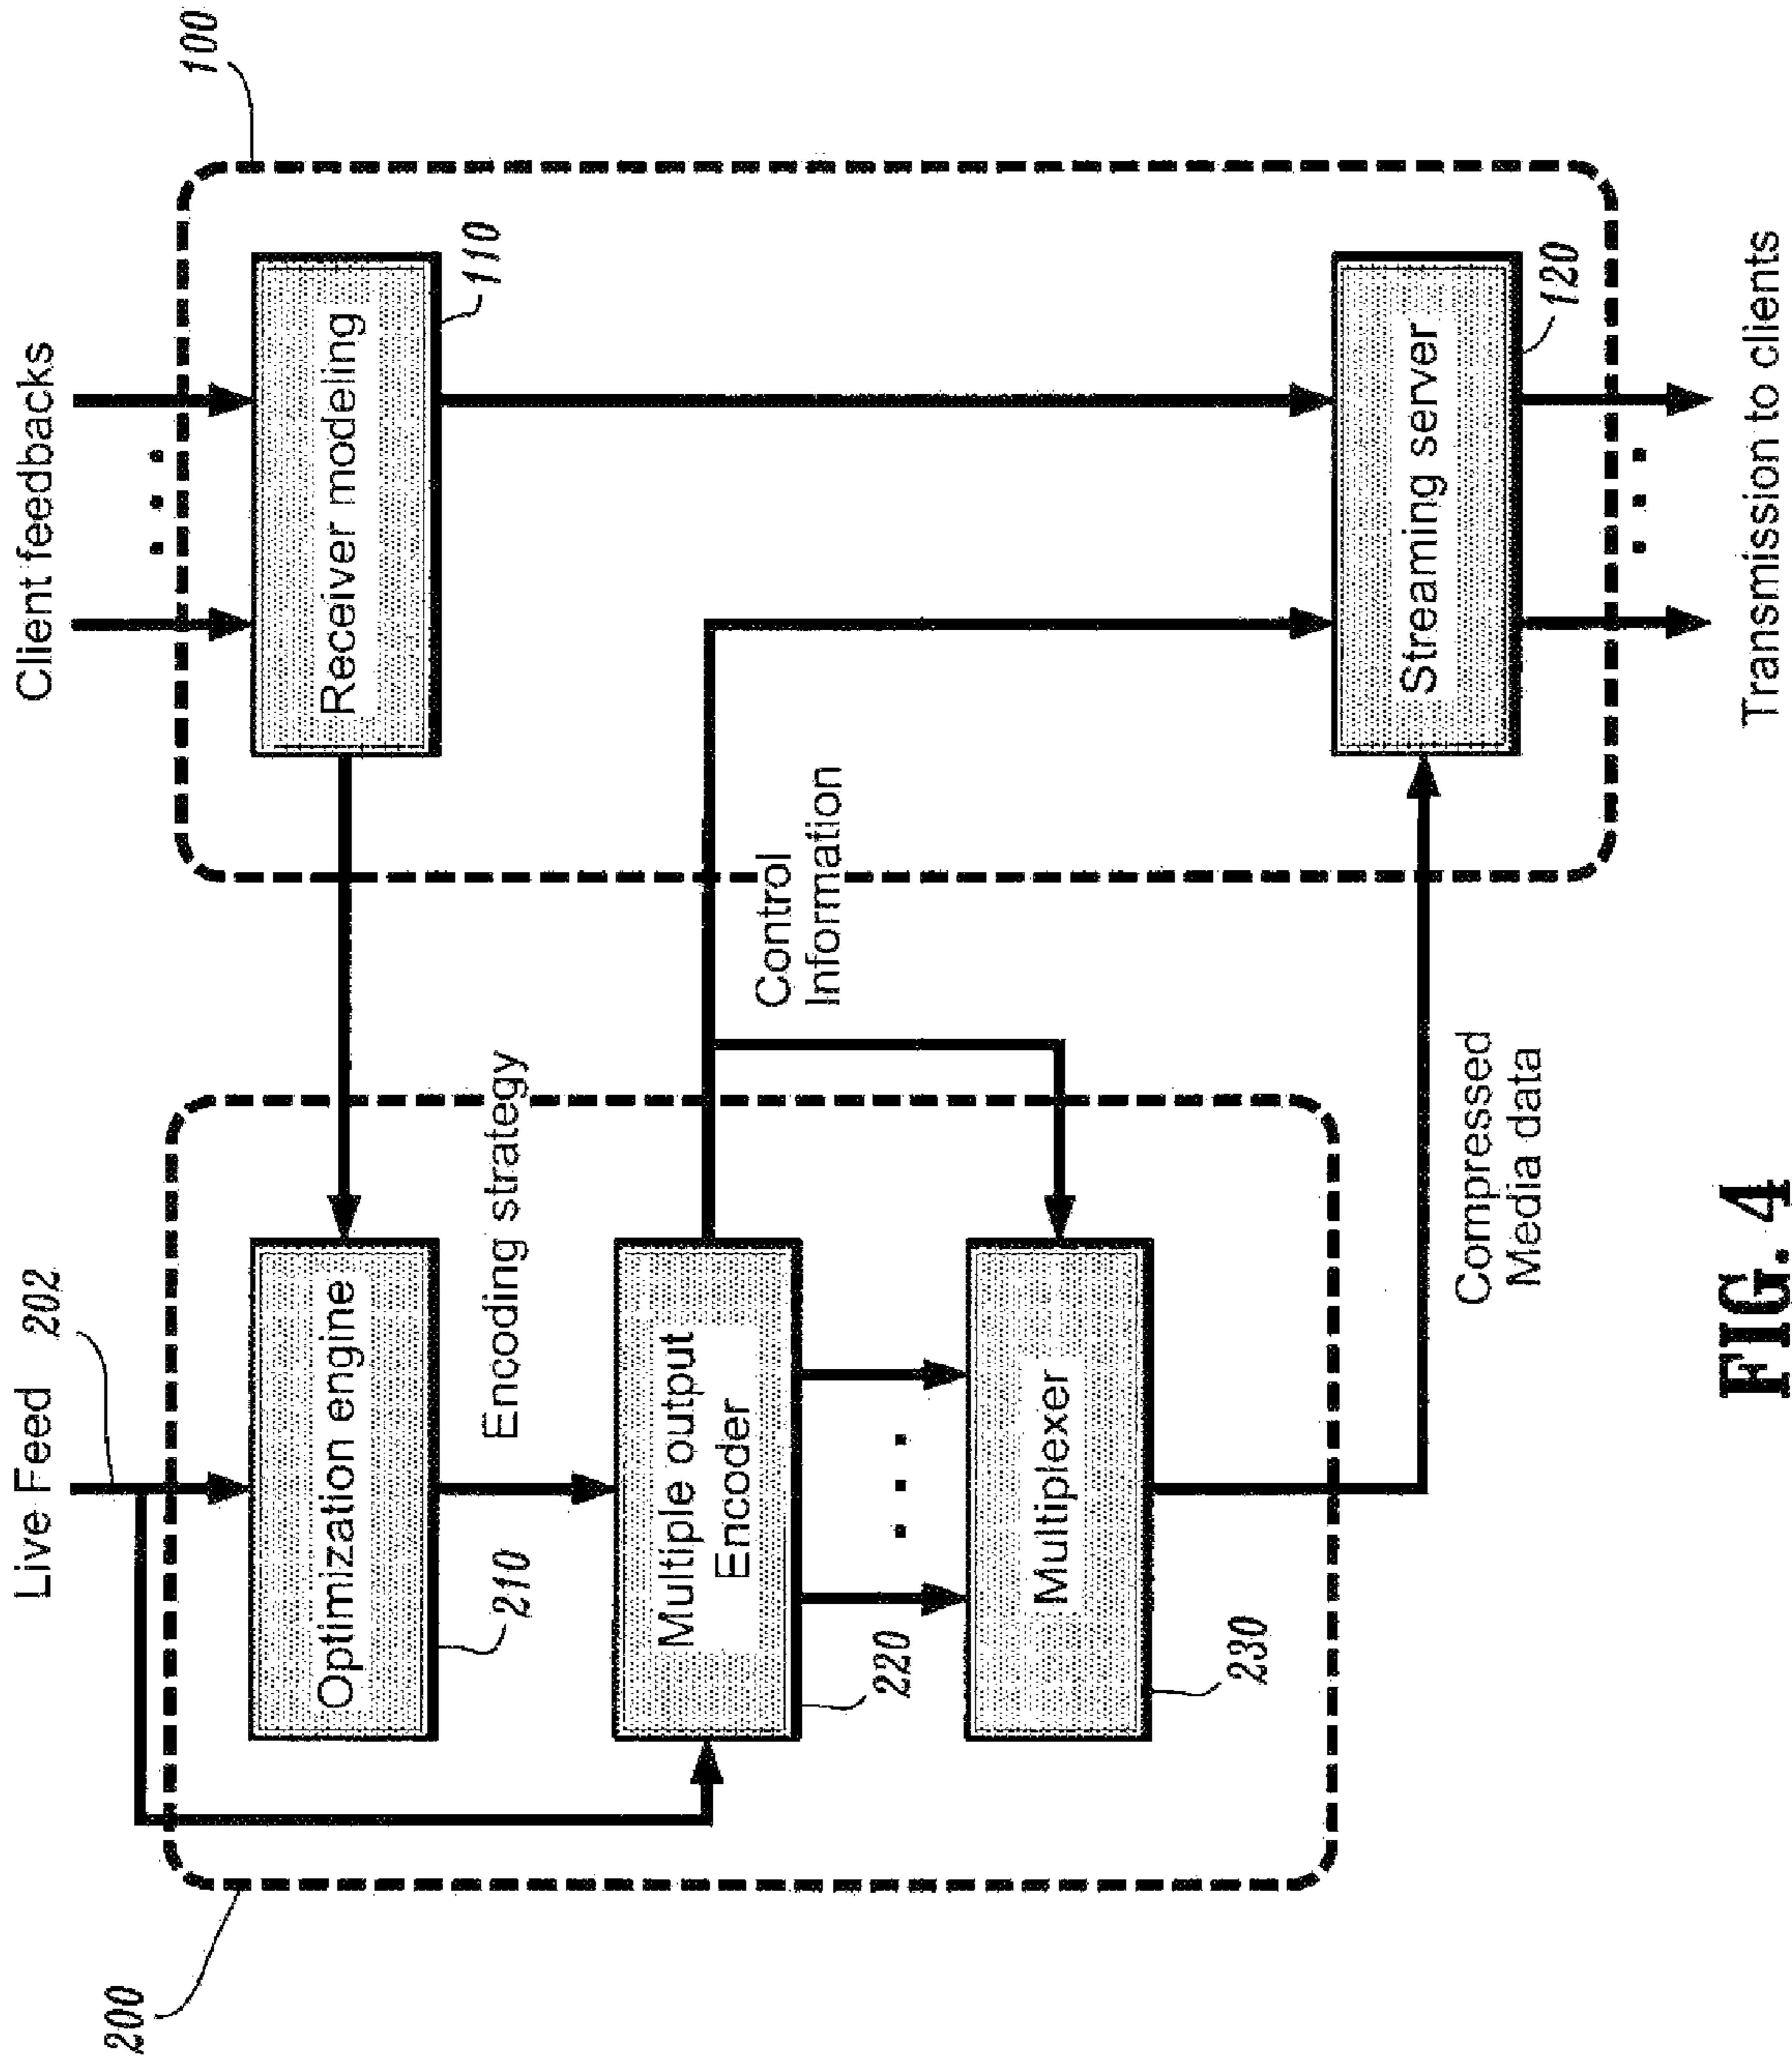 Live Feed
202
Client feedbacks
100
200
Optimization engine
210
Receiver modeling
110
Encoding strategy
Multiple output
Encoder
220
Control
Information
Multiplexer
230
Streaming server
120
Compressed
Media data
Transmission to clients
FIG. 4